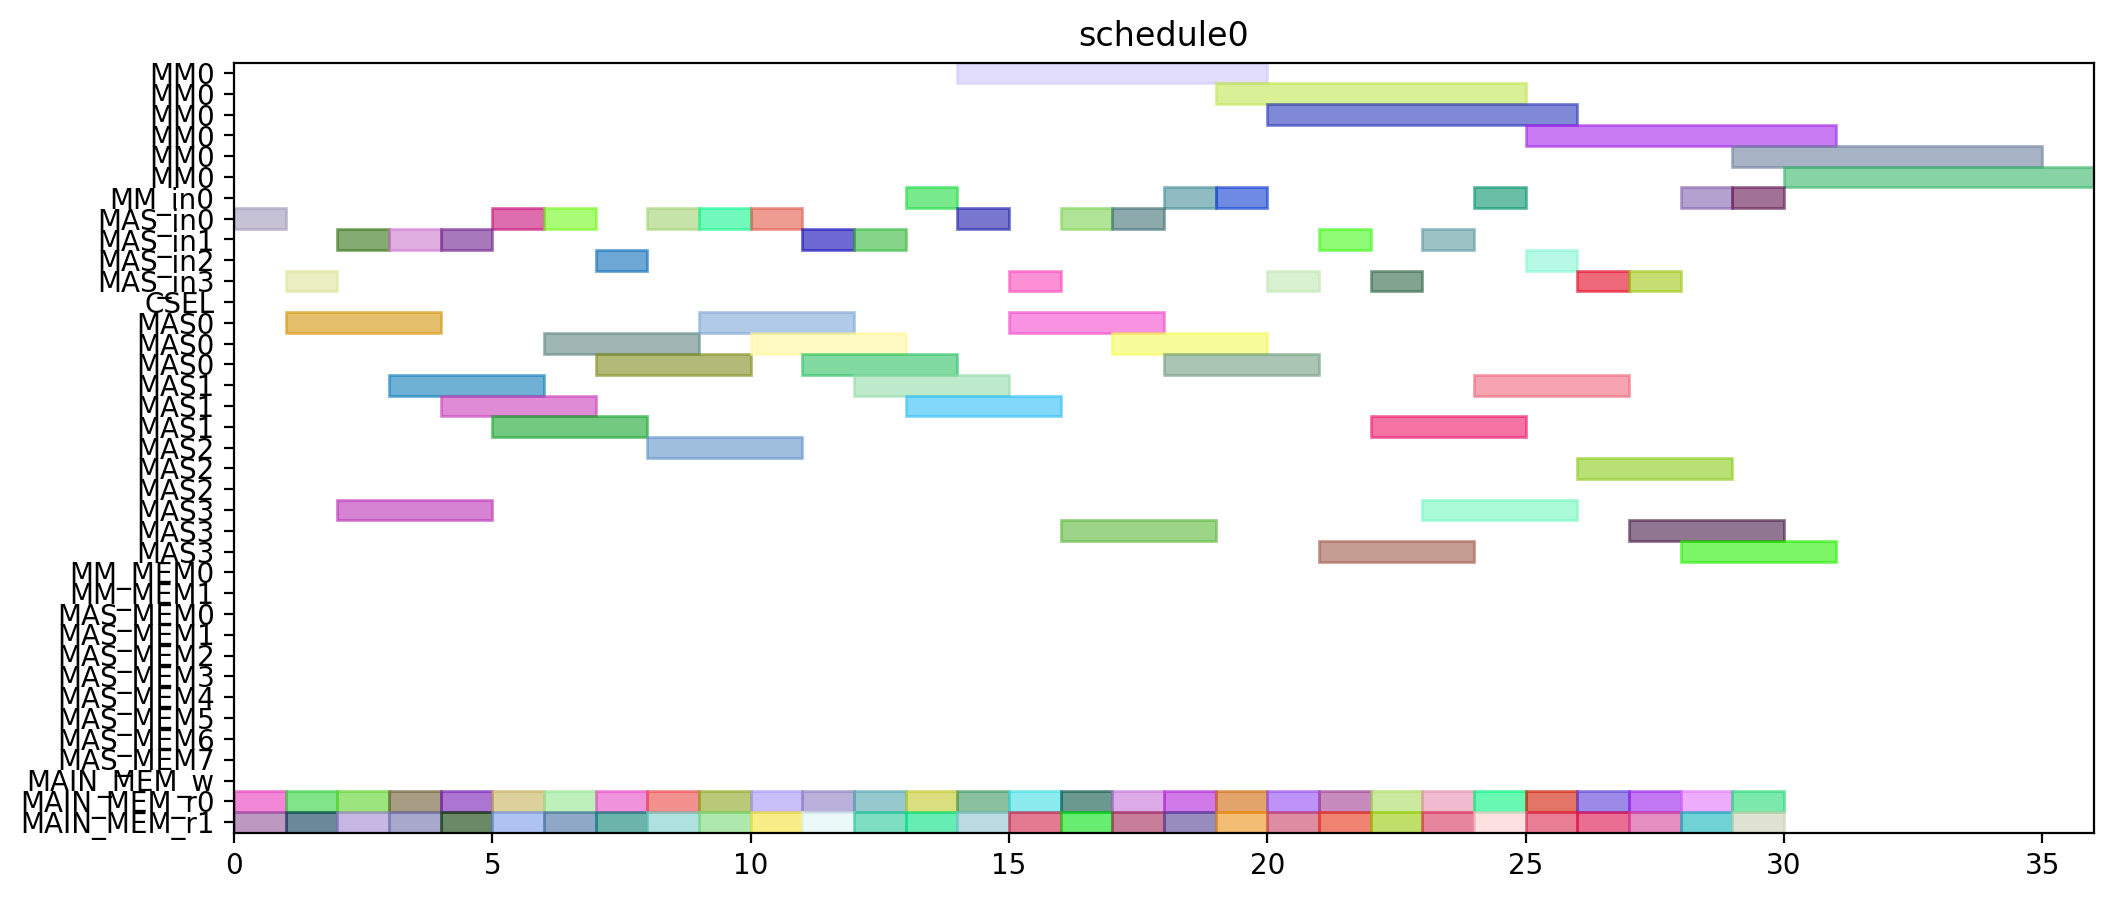 schedule0
MM0
MM0
MM0
MM0
MM0
MM0
MM_in0
MAS_in0
MAS_in1
MAS_in2
MAS_in3
CSEL
MAS0
MAS0
MAS0
MAS1
MAS1
MAS1
MAS2
MAS2
MAS2
MAS3
MAS3
MAS3
MM_MEM0
MM_MEM1
MAS_MEM0
MAS_MEM1
MAS_MEM2
MAS_MEM3
MAS_MEM4
MAS_MEM5
MAS_MEM6
MAS_MEM7
MAIN_MEM_w
MAIN_MEM_r0
MAIN_MEM_r1
0 5 10 15 20 25 30 35